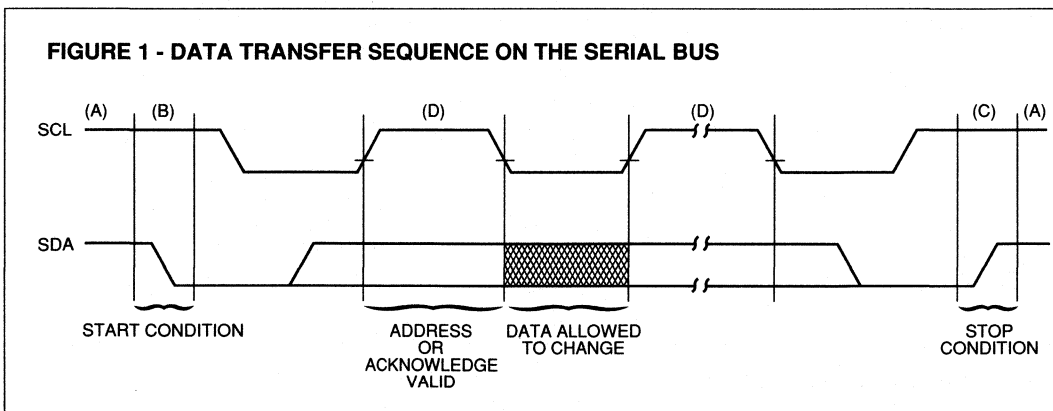 FIGURE 1 - DATA TRANSFER SEQUENCE ON THE SERIAL BUS
(A) (B) (D) (D) (C) (A)
SCL
SDA
START CONDITION
ADDRESS
OR
ACKNOWLEDGE
VALID
DATA ALLOWED
TO CHANGE
STOP
CONDITION